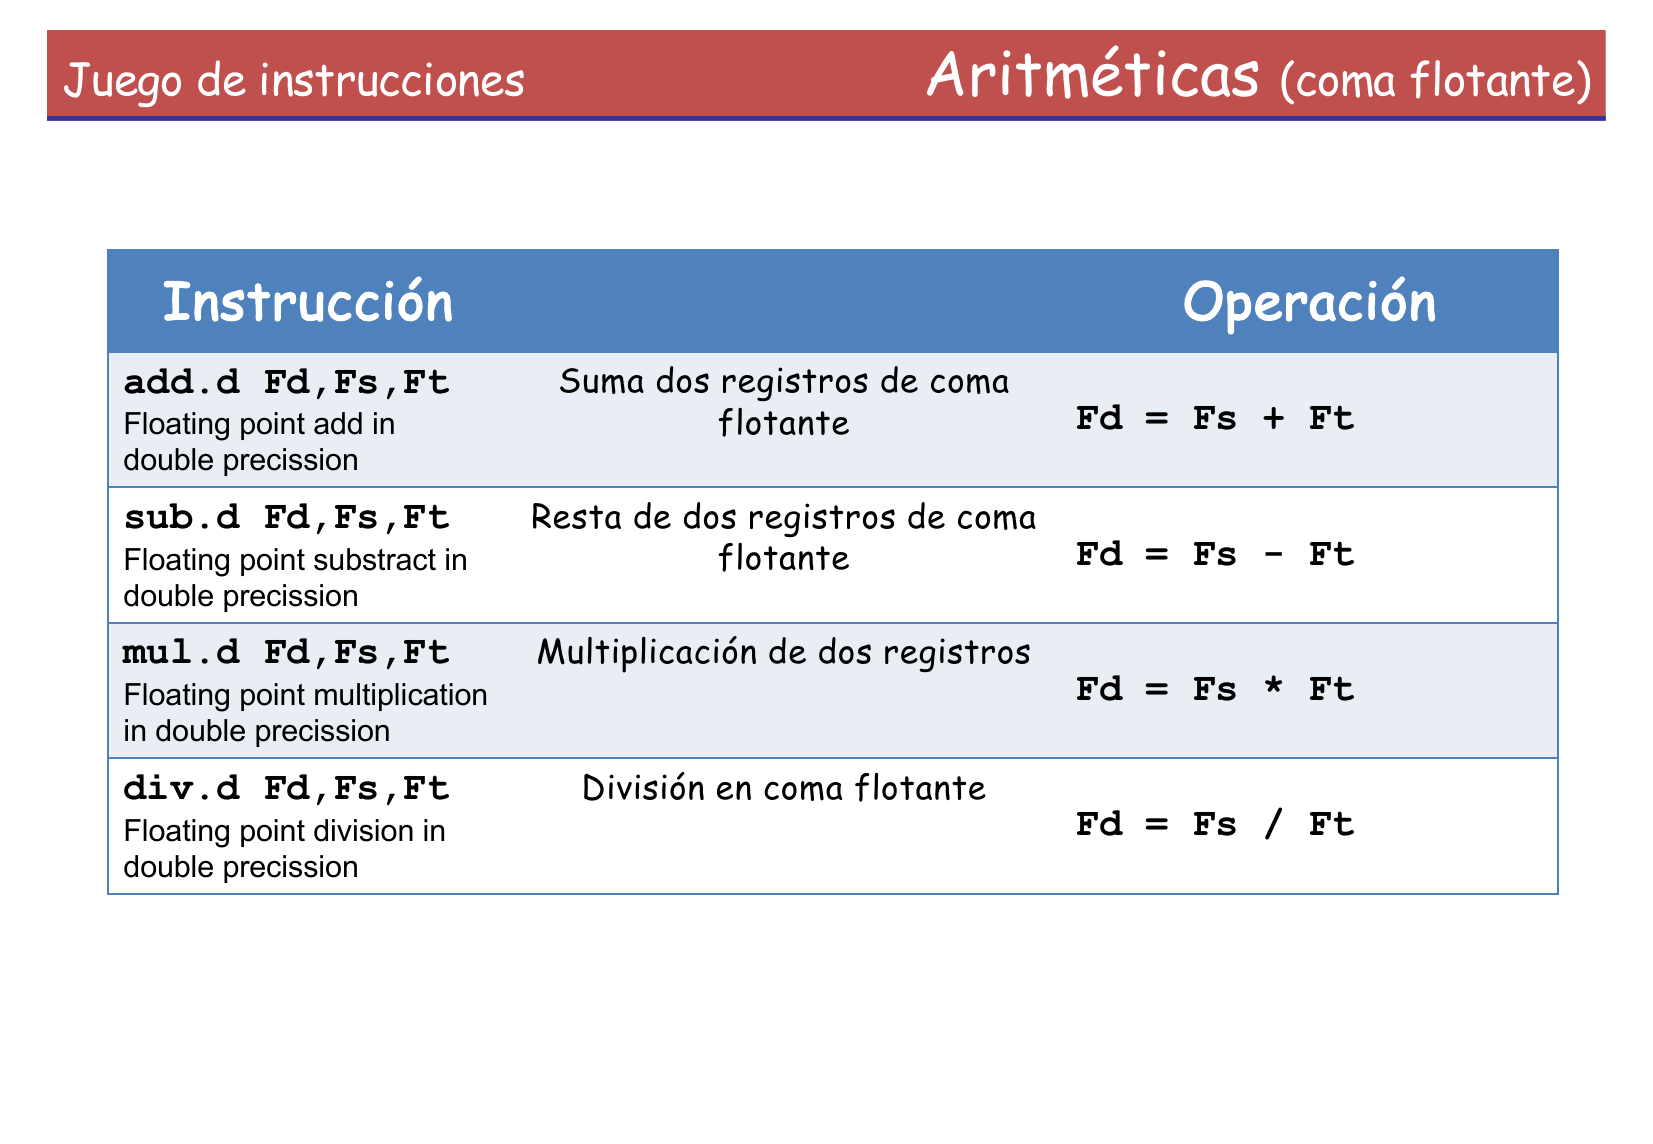 Juego de instrucciones
Aritméticas (coma flotante)
Instrucción
Operación
add.d Fd,Fs,Ft
Floating point add in
double precission
Suma dos registros de coma
flotante
Fd = Fs + Ft
sub.d Fd,Fs,Ft
Floating point substract in
double precission
Resta de dos registros de coma
flotante
Fd = Fs - Ft
mul.d Fd,Fs,Ft
Floating point multiplication
in double precission
Multiplicación de dos registros
Fd = Fs * Ft
div.d Fd,Fs,Ft
Floating point division in
double precission
División en coma flotante
Fd = Fs / Ft